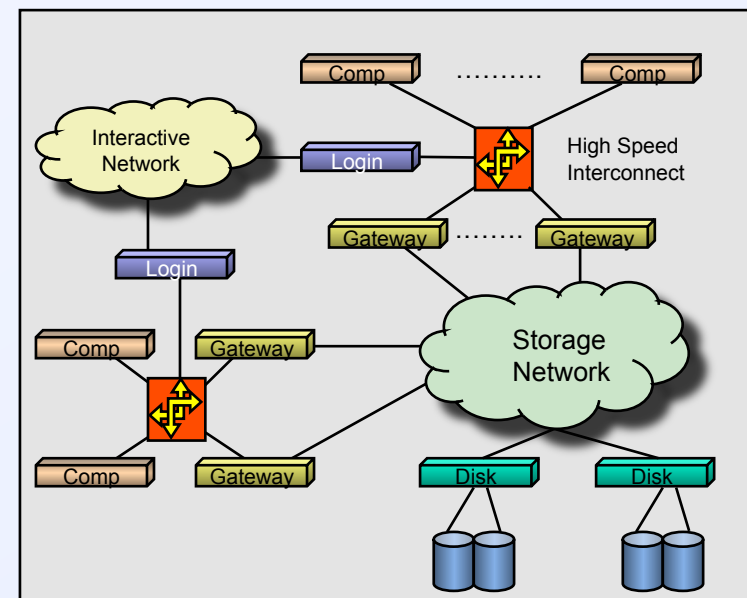 Comp .......... Comp
Interactive
Network
Login
High Speed
Interconnect
Gateway ........ Gateway
Login
Storage
Network
Comp
Gateway
Comp
Gateway
Disk
Disk